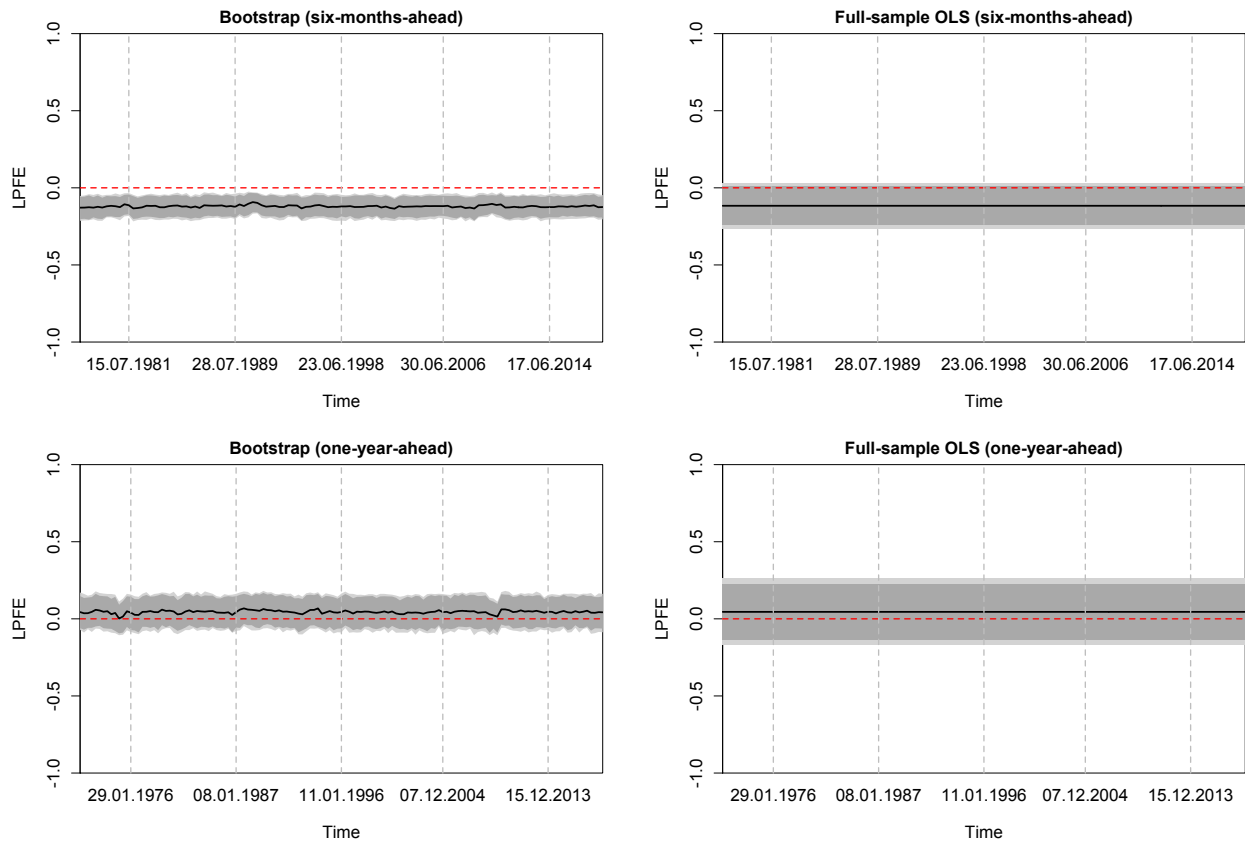 Bootstrap (six-months-ahead)
1.0
0.5
0.0
-0.5
-1.0
LPFE
15.07.1981 28.07.1989 23.06.1998 30.06.2006 17.06.2014
Time
Full-sample OLS (six-months-ahead)
1.0
0.5
0.0
-0.5
-1.0
LPFE
15.07.1981 28.07.1989 23.06.1998 30.06.2006 17.06.2014
Time
Bootstrap (one-year-ahead)
1.0
0.5
0.0
-0.5
-1.0
LPFE
29.01.1976 08.01.1987 11.01.1996 07.12.2004 15.12.2013
Time
Full-sample OLS (one-year-ahead)
1.0
0.5
0.0
-0.5
-1.0
LPFE
29.01.1976 08.01.1987 11.01.1996 07.12.2004 15.12.2013
Time